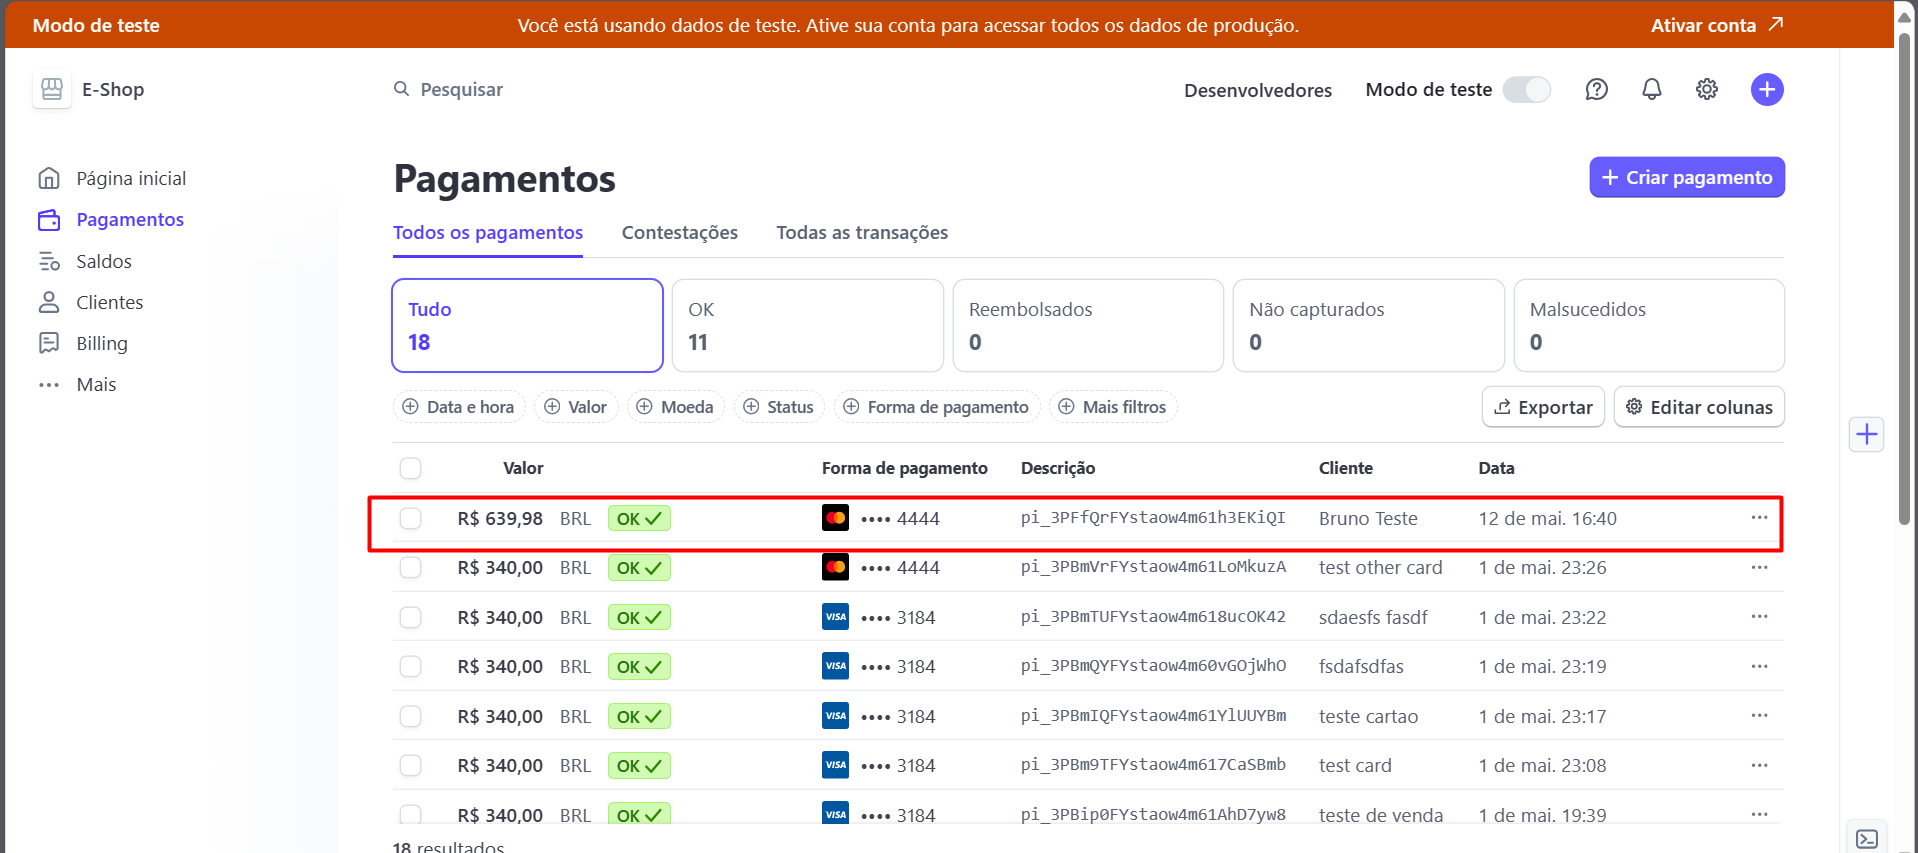 Modo de teste
Você está usando dados de teste. Ative sua conta para acessar todos os dados de produção.
Ativar conta
E-Shop
Pesquisar
Desenvolvedores
Modo de teste
Página inicial
Pagamentos
Saldos
Clientes
Billing
Mais
Pagamentos
Criar pagamento
Todos os pagamentos
Contestações
Todas as transações
Tudo
18
OK
11
Reembolsados
0
Não capturados
0
Malsucedidos
0
Data e hora
Valor
Moeda
Status
Forma de pagamento
Mais filtros
Exportar
Editar colunas
Valor Forma de pagamento Descrição Cliente Data
R$ 639,98 BRL OK •••• 4444 pi_3PFfQrFYstaow4m61h3EKiQI Bruno Teste 12 de mai. 16:40
R$ 340,00 BRL OK •••• 4444 pi_3PBmVrFYstaow4m61LoMkuzA test other card 1 de mai. 23:26
R$ 340,00 BRL OK VISA •••• 3184 pi_3PBmTUFYstaow4m618ucOK42 sdaesfs fasdf 1 de mai. 23:22
R$ 340,00 BRL OK VISA •••• 3184 pi_3PBmQYFYstaow4m60vGOjWhO fsdafsdfas 1 de mai. 23:19
R$ 340,00 BRL OK VISA •••• 3184 pi_3PBmIQFYstaow4m61YlUUYBm teste cartao 1 de mai. 23:17
R$ 340,00 BRL OK VISA •••• 3184 pi_3PBm9TFYstaow4m617CaSBmb test card 1 de mai. 23:08
R$ 340,00 BRL OK VISA •••• 3184 pi_3PBip0FYstaow4m61AhD7yw8 teste de venda 1 de mai. 19:39
18 resultados